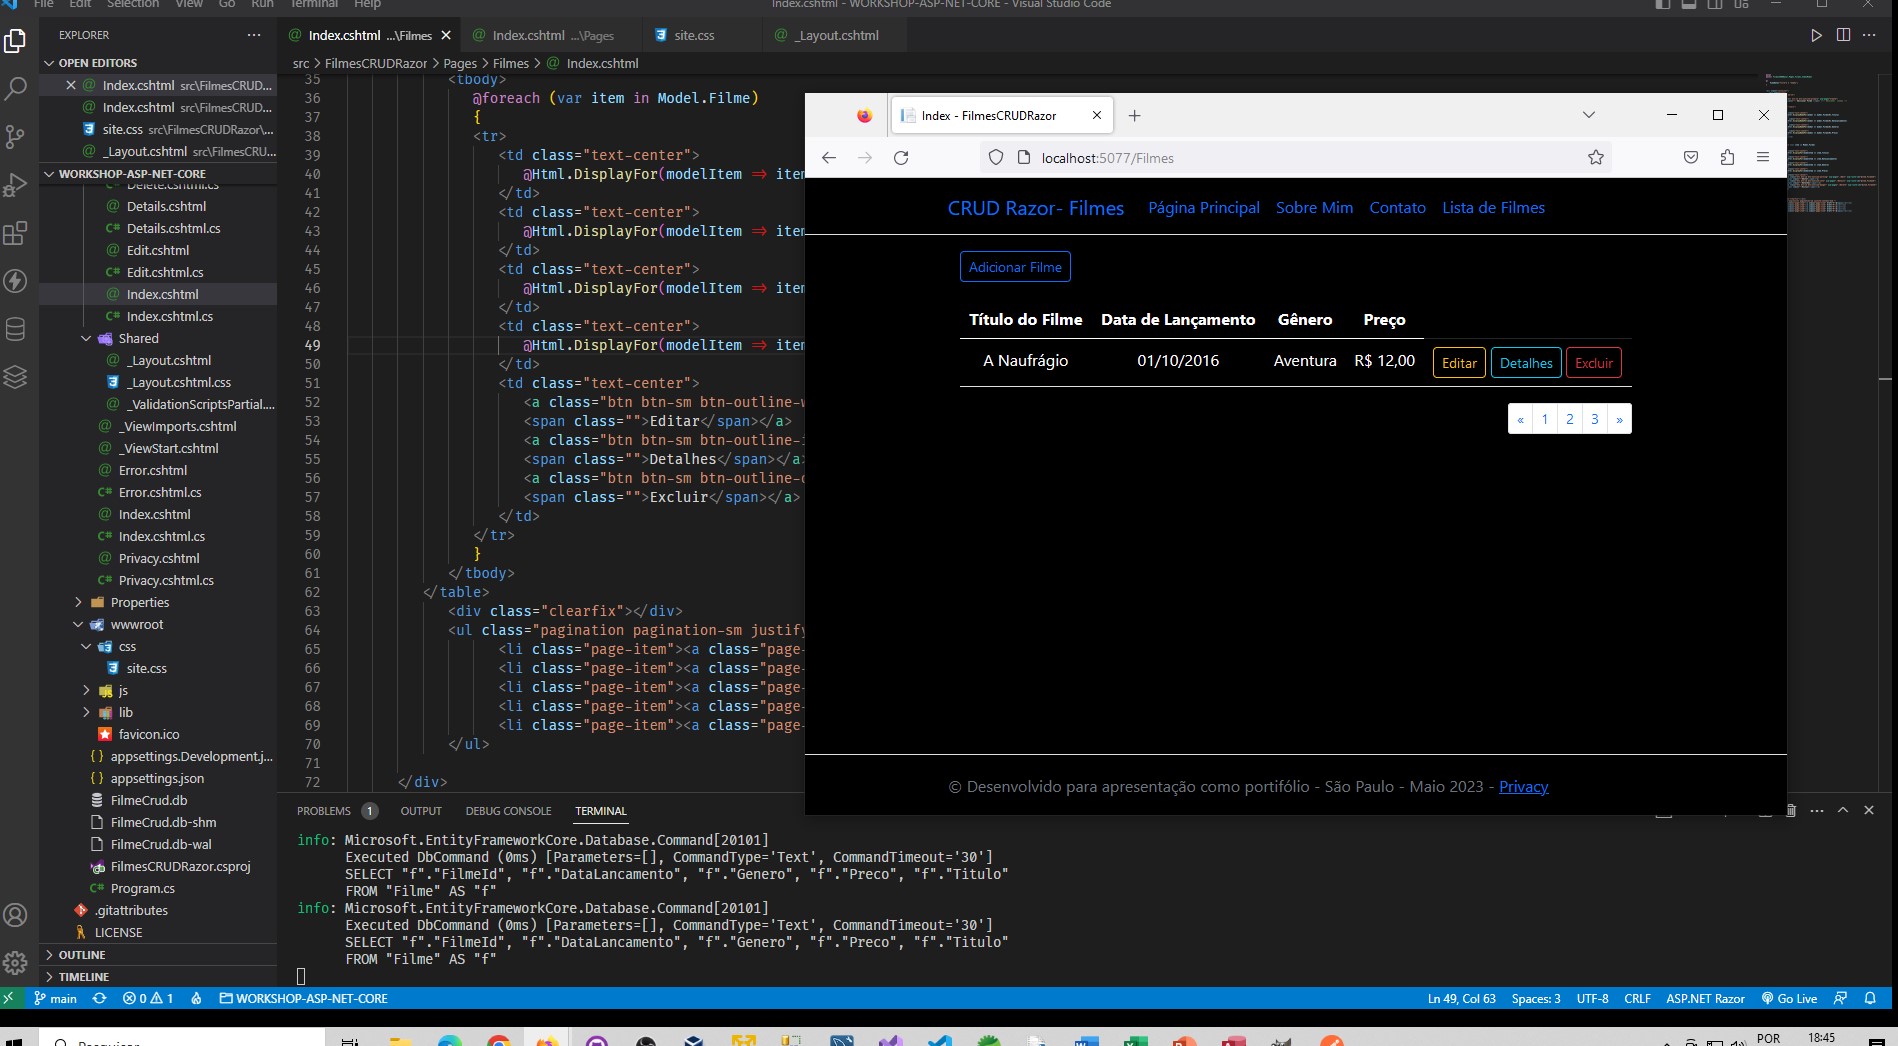 File Edit Selection View Go Run Terminal Help
Index.cshtml - WORKSHOP-ASP-NET-CORE - Visual Studio Code
EXPLORER
OPEN EDITORS
Index.cshtml src\FilmesCRUD...
Index.cshtml src\FilmesCRUD...
site.css src\FilmesCRUDRazor\...
_Layout.cshtml src\FilmesCRU...
WORKSHOP-ASP-NET-CORE
Delete.cshtml.cs
Details.cshtml
Details.cshtml.cs
Edit.cshtml
Edit.cshtml.cs
Index.cshtml
Index.cshtml.cs
Shared
_Layout.cshtml
_Layout.cshtml.css
_ValidationScriptsPartial....
_ViewImports.cshtml
_ViewStart.cshtml
Error.cshtml
Error.cshtml.cs
Index.cshtml
Index.cshtml.cs
Privacy.cshtml
Privacy.cshtml.cs
Properties
wwwroot
css
site.css
js
lib
favicon.ico
appsettings.Development.j...
appsettings.json
FilmeCrud.db
FilmeCrud.db-shm
FilmeCrud.db-wal
FilmesCRUDRazor.csproj
Program.cs
.gitattributes
LICENSE
OUTLINE
TIMELINE
Index.cshtml ...\Filmes
Index.cshtml ...\Pages
site.css
_Layout.cshtml
src > FilmesCRUDRazor > Pages > Filmes > Index.cshtml
35 <tbody>
36 @foreach (var item in Model.Filme)
37 {
38 <tr>
39 <td class="text-center">
40 @Html.DisplayFor(modelItem => item
41 </td>
42 <td class="text-center">
43 @Html.DisplayFor(modelItem => item
44 </td>
45 <td class="text-center">
46 @Html.DisplayFor(modelItem => item
47 </td>
48 <td class="text-center">
49 @Html.DisplayFor(modelItem => item
50 </td>
51 <td class="text-center">
52 <a class="btn btn-sm btn-outline-w
53 <span class="">Editar</span></a>
54 <a class="btn btn-sm btn-outline-i
55 <span class="">Detalhes</span></a>
56 <a class="btn btn-sm btn-outline-d
57 <span class="">Excluir</span></a>
58 </td>
59 </tr>
60 }
61 </tbody>
62 </table>
63 <div class="clearfix"></div>
64 <ul class="pagination pagination-sm justify
65 <li class="page-item"><a class="page-
66 <li class="page-item"><a class="page-
67 <li class="page-item"><a class="page-
68 <li class="page-item"><a class="page-
69 <li class="page-item"><a class="page-
70 </ul>
71
72 </div>
Index - FilmesCRUDRazor
localhost:5077/Filmes
CRUD Razor- Filmes Página Principal Sobre Mim Contato Lista de Filmes
Adicionar Filme
Título do Filme Data de Lançamento Gênero Preço
A Naufrágio 01/10/2016 Aventura R$ 12,00 Editar Detalhes Excluir
« 1 2 3 »
© Desenvolvido para apresentação como portifólio - São Paulo - Maio 2023 - Privacy
PROBLEMS 1 OUTPUT DEBUG CONSOLE TERMINAL
info: Microsoft.EntityFrameworkCore.Database.Command[20101]
Executed DbCommand (0ms) [Parameters=[], CommandType='Text', CommandTimeout='30']
SELECT "f"."FilmeId", "f"."DataLancamento", "f"."Genero", "f"."Preco", "f"."Titulo"
FROM "Filme" AS "f"
info: Microsoft.EntityFrameworkCore.Database.Command[20101]
Executed DbCommand (0ms) [Parameters=[], CommandType='Text', CommandTimeout='30']
SELECT "f"."FilmeId", "f"."DataLancamento", "f"."Genero", "f"."Preco", "f"."Titulo"
FROM "Filme" AS "f"
main 0 1 WORKSHOP-ASP-NET-CORE
Ln 49, Col 63 Spaces: 3 UTF-8 CRLF ASP.NET Razor Go Live
Pesquisar
POR 18:45